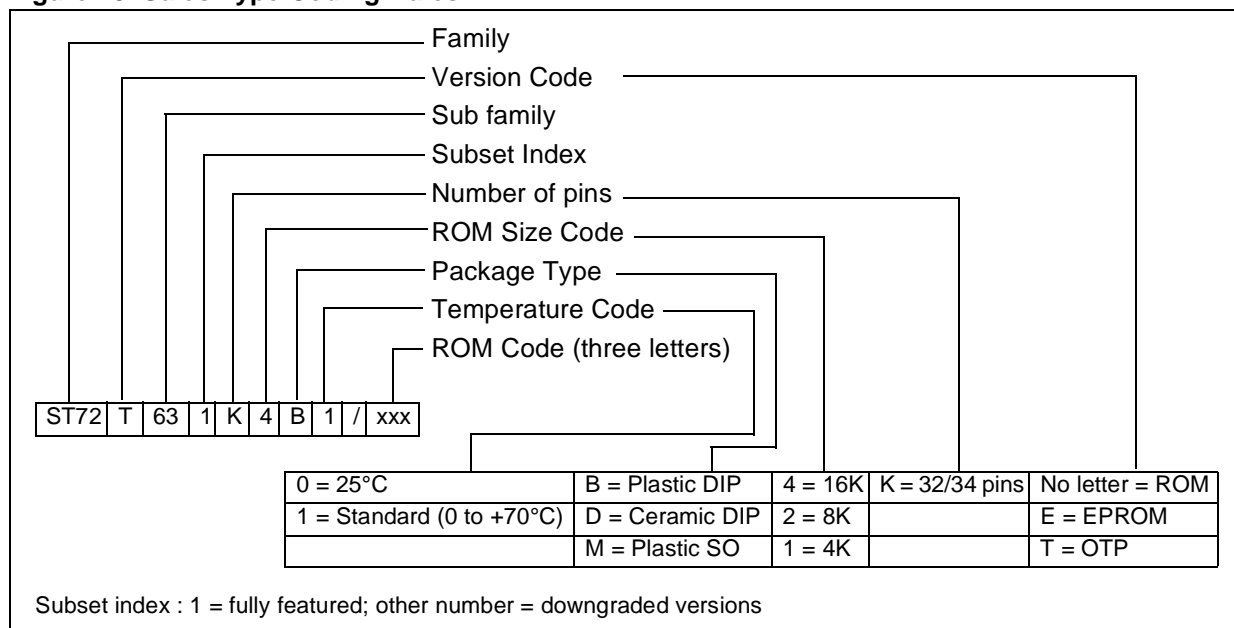 Family
Version Code
Sub family
Subset Index
Number of pins
ROM Size Code
Package Type
Temperature Code
ROM Code (three letters)
ST72 T 63 1 K 4 B 1 / xxx
0 = 25°C B = Plastic DIP 4 = 16K K = 32/34 pins No letter = ROM
1 = Standard (0 to +70°C) D = Ceramic DIP 2 = 8K E = EPROM
M = Plastic SO 1 = 4K T = OTP
Subset index : 1 = fully featured; other number = downgraded versions